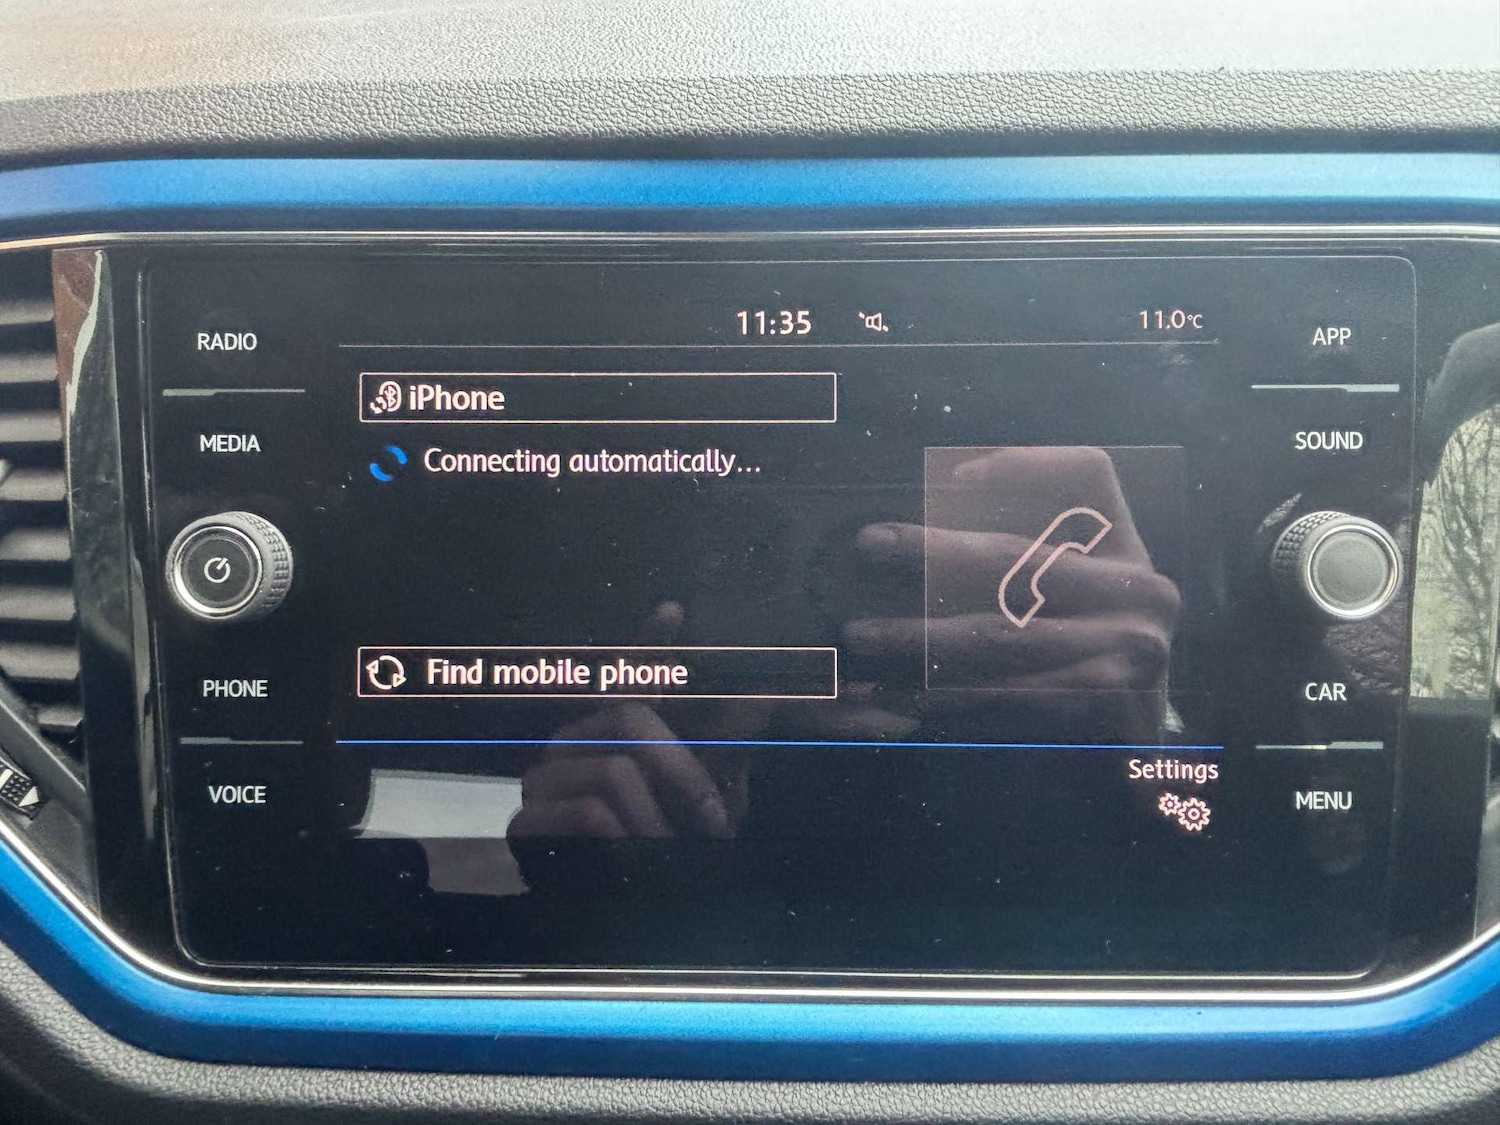 RADIO
MEDIA
PHONE
VOICE
11:35
11.0°C
iPhone
Connecting automatically...
Find mobile phone
Settings
APP
SOUND
CAR
MENU